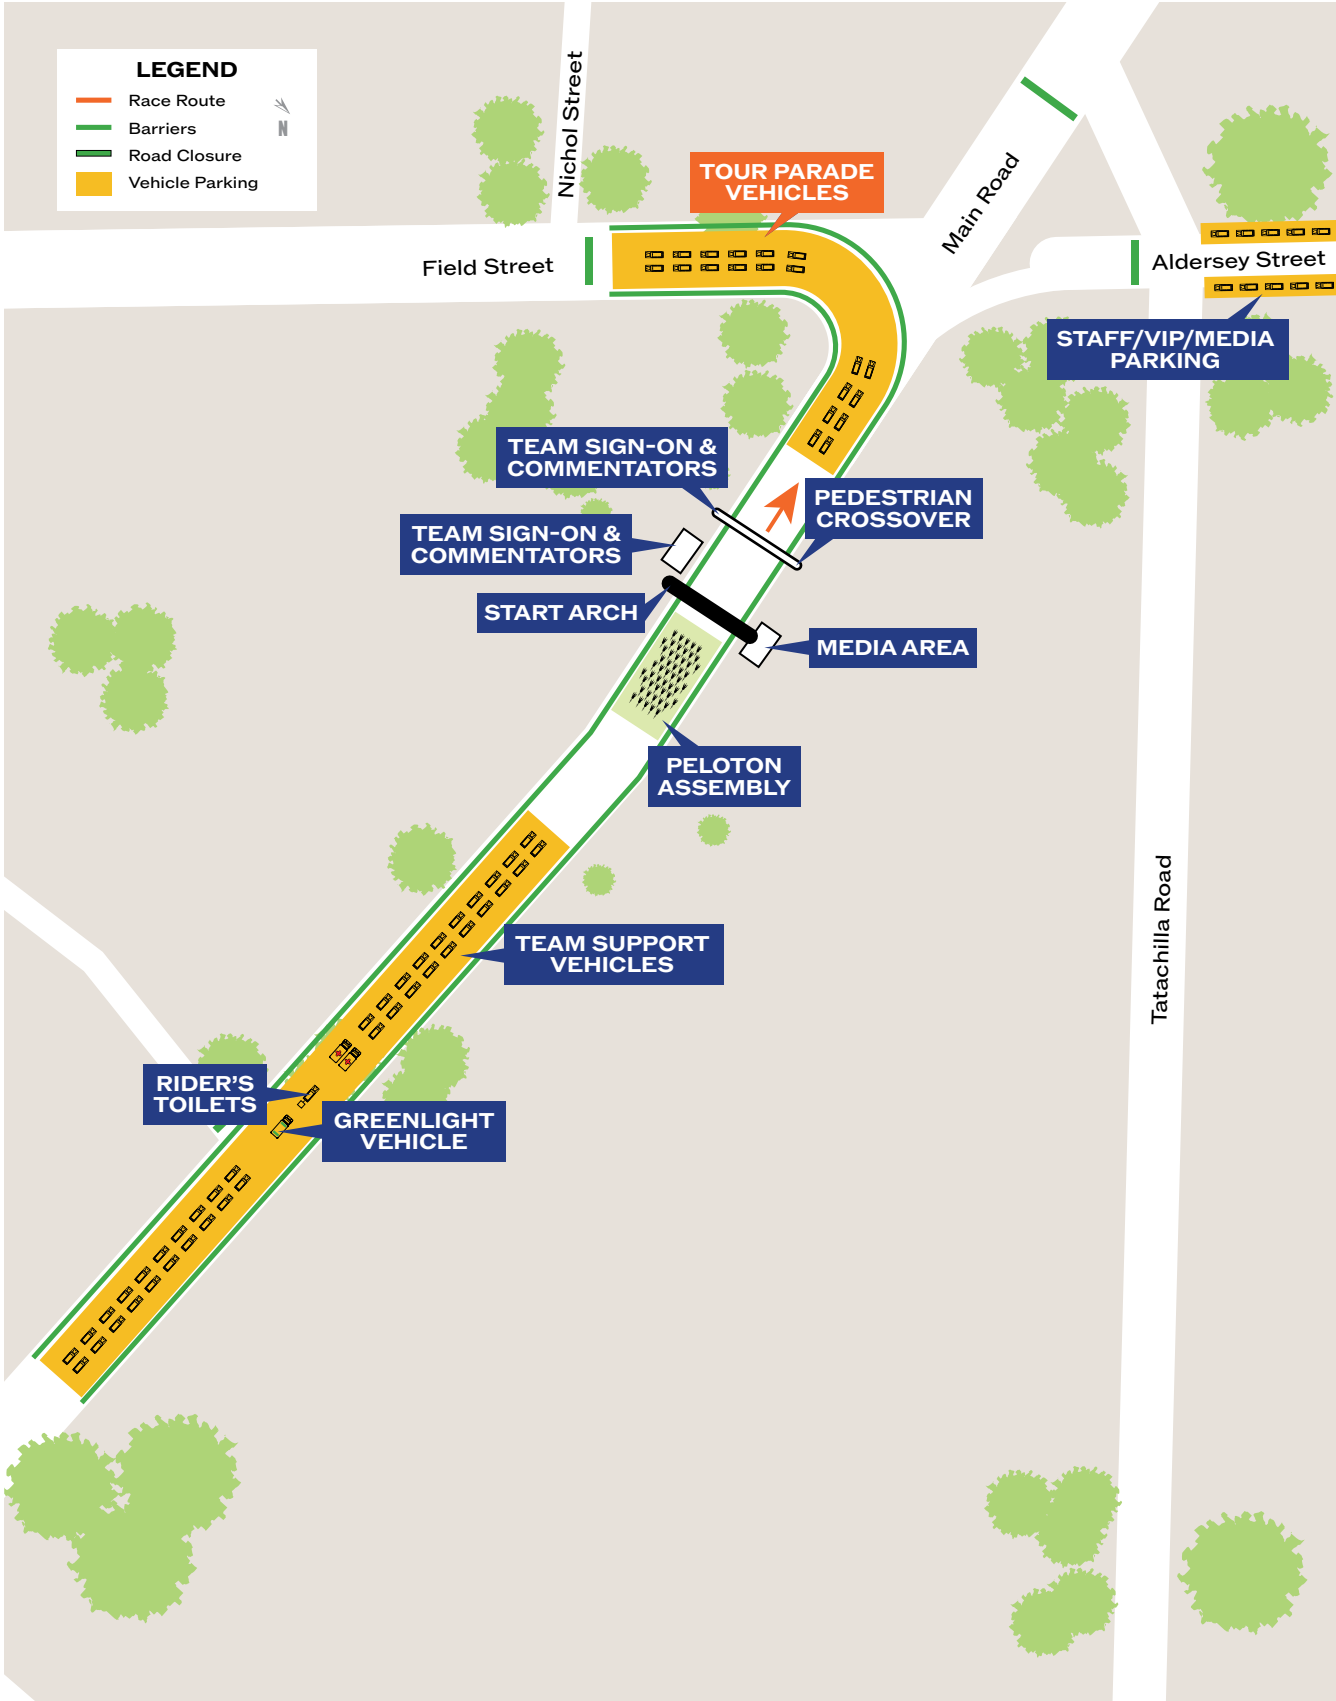 LEGEND
Race Route
Barriers
N
Road Closure
Vehicle Parking
Nichol Street
TOUR PARADE
VEHICLES
Main Road
Field Street
Aldersey Street
STAFF/VIP/MEDIA
PARKING
TEAM SIGN-ON &
COMMENTATORS
PEDESTRIAN
CROSSOVER
TEAM SIGN-ON &
COMMENTATORS
START ARCH
MEDIA AREA
PELOTON
ASSEMBLY
Tatachilla Road
TEAM SUPPORT
VEHICLES
RIDER'S
TOILETS
GREENLIGHT
VEHICLE